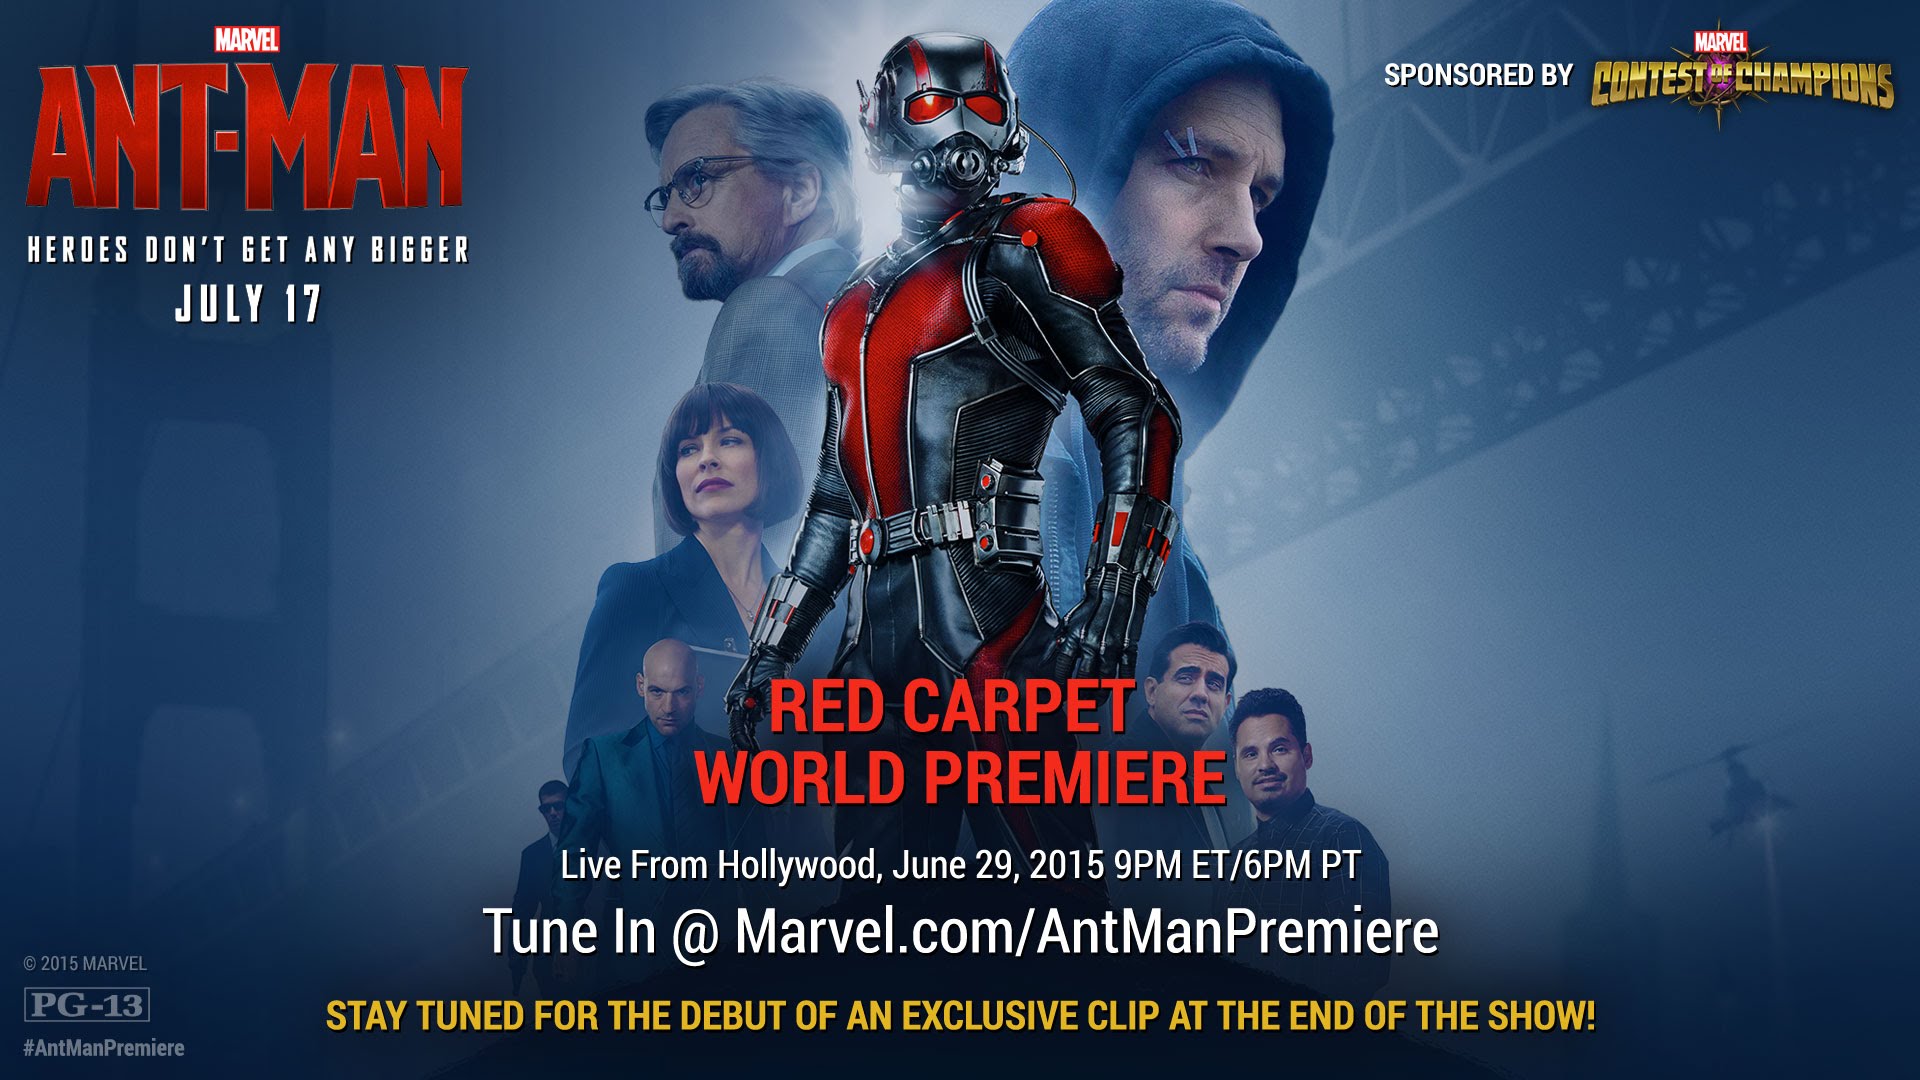 MARVEL
ANT-MAN
HEROES DON'T GET ANY BIGGER
JULY 17
SPONSORED BY
MARVEL
CONTEST OF CHAMPIONS
RED CARPET
WORLD PREMIERE
Live From Hollywood, June 29, 2015 9PM ET/6PM PT
Tune In @ Marvel.com/AntManPremiere
STAY TUNED FOR THE DEBUT OF AN EXCLUSIVE CLIP AT THE END OF THE SHOW!
© 2015 MARVEL
PG-13
#AntManPremiere